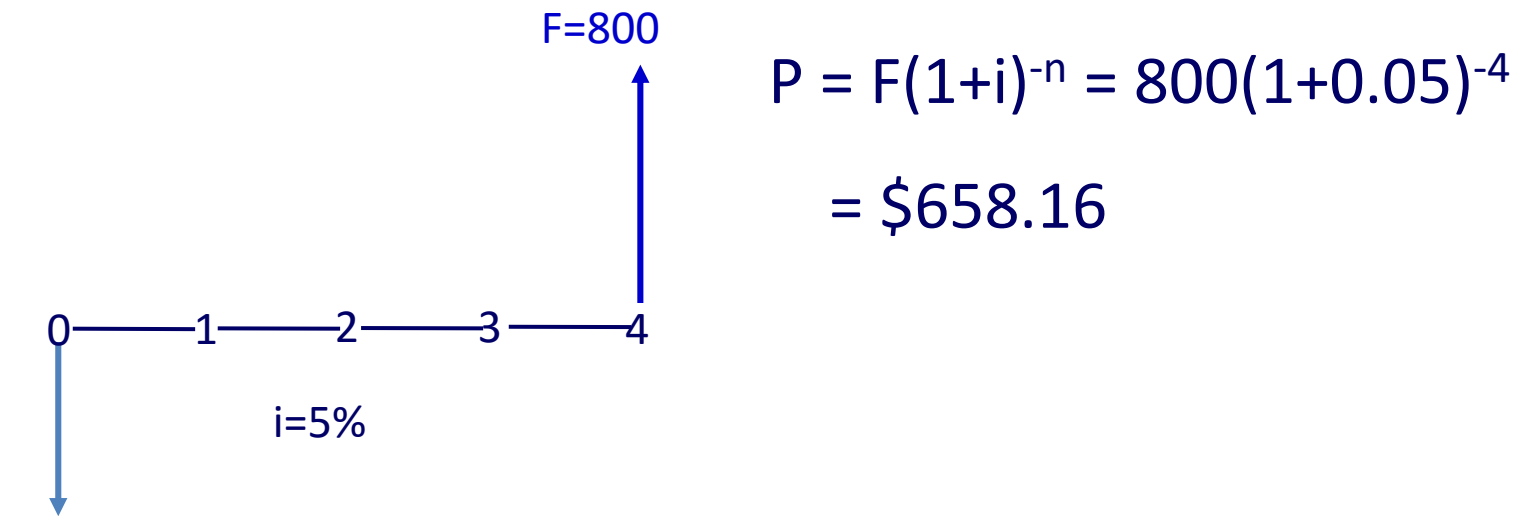 F=800
P = F(1+i)⁻ⁿ = 800(1+0.05)⁻⁴
= $658.16
0 1 2 3 4
i=5%